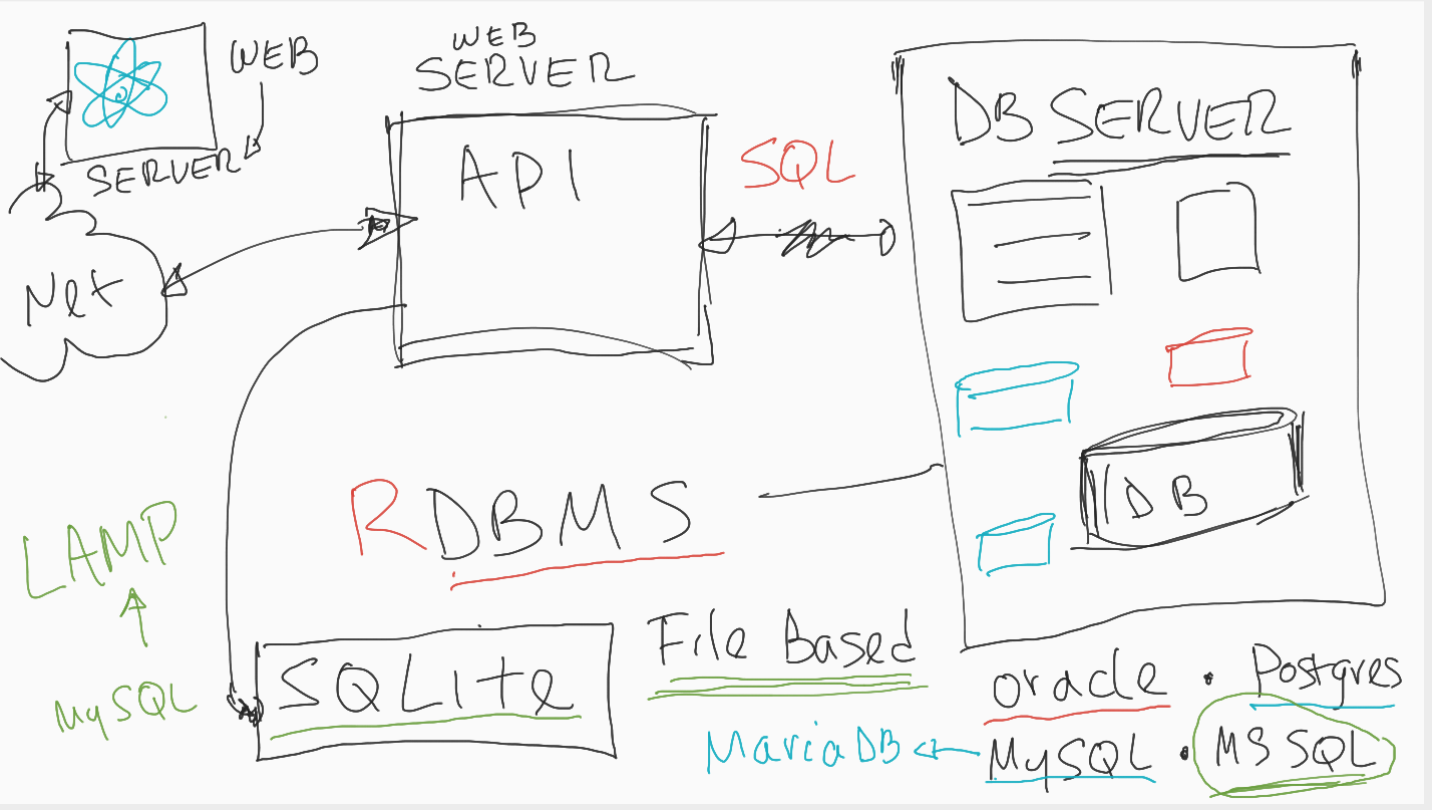 WEB
SERVER
WEB
SERVER
API
Net
SQL
DB SERVER
DB
RDBMS
LAMP
MySQL
SQLite
File Based
oracle · Postgres
MariaDB
MySQL · MS SQL